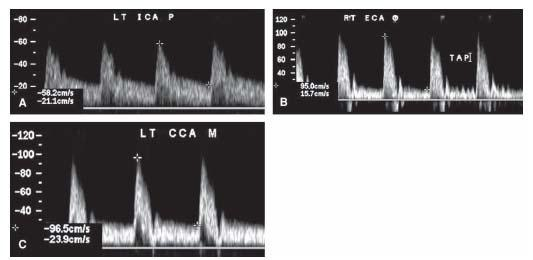 LT ICA P
-80
-60
-40
-20
-58.2cm/s
-21.1cm/s
A
RT ECA O
120
100
80
60
40
TAP
95.0cm/s
15.7cm/s
B
LT CCA M
-120
-100
-80
-60
-40
-96.5cm/s
-23.9cm/s
C